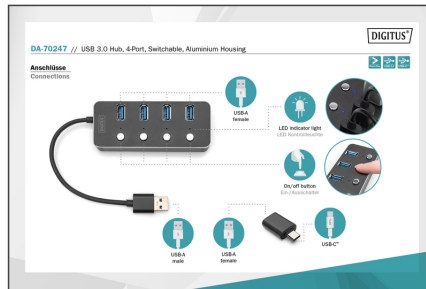 DIGITUS®
DA-70247 // USB 3.0 Hub, 4-Port, Switchable, Aluminium Housing
Anschlüsse
Connections
USB-A
female
LED indicator light
LED Kontrollleuchte
On/off button
Ein-/Ausschalter
USB-A
male
USB-A
female
USB-C™